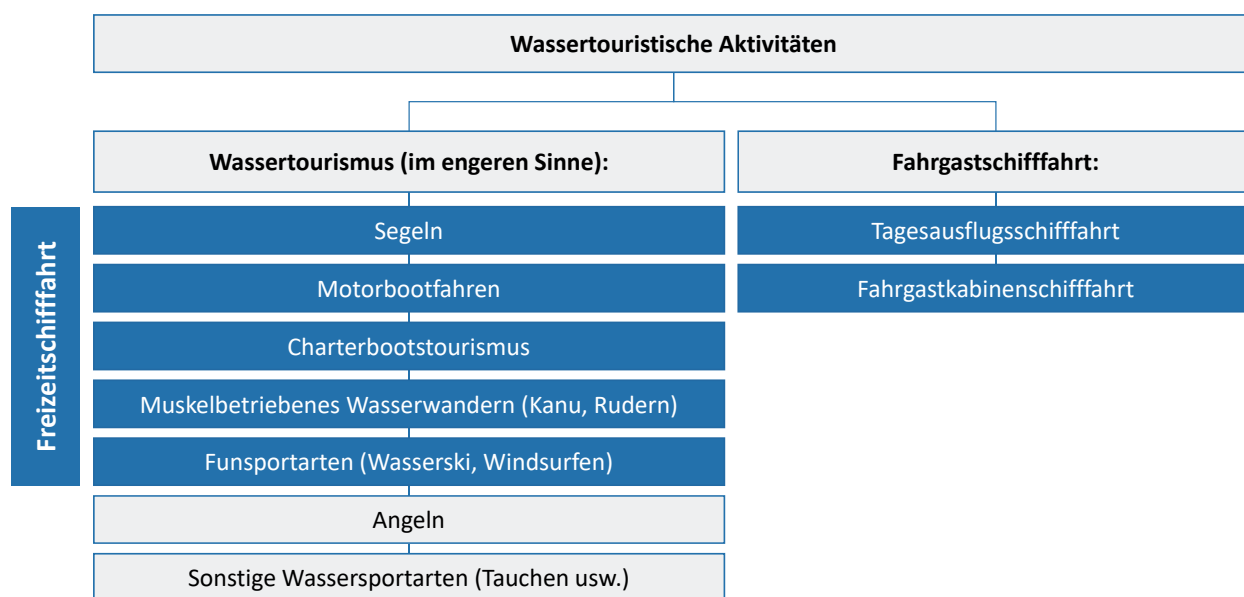 Wassertouristische Aktivitäten
Wassertourismus (im engeren Sinne):
Fahrgastschifffahrt:
Freizeitschifffahrt
Segeln
Tagesausflugsschifffahrt
Motorbootfahren
Fahrgastkabinenschifffahrt
Charterbootstourismus
Muskelbetriebenes Wasserwandern (Kanu, Rudern)
Funsportarten (Wasserski, Windsurfen)
Angeln
Sonstige Wassersportarten (Tauchen usw.)